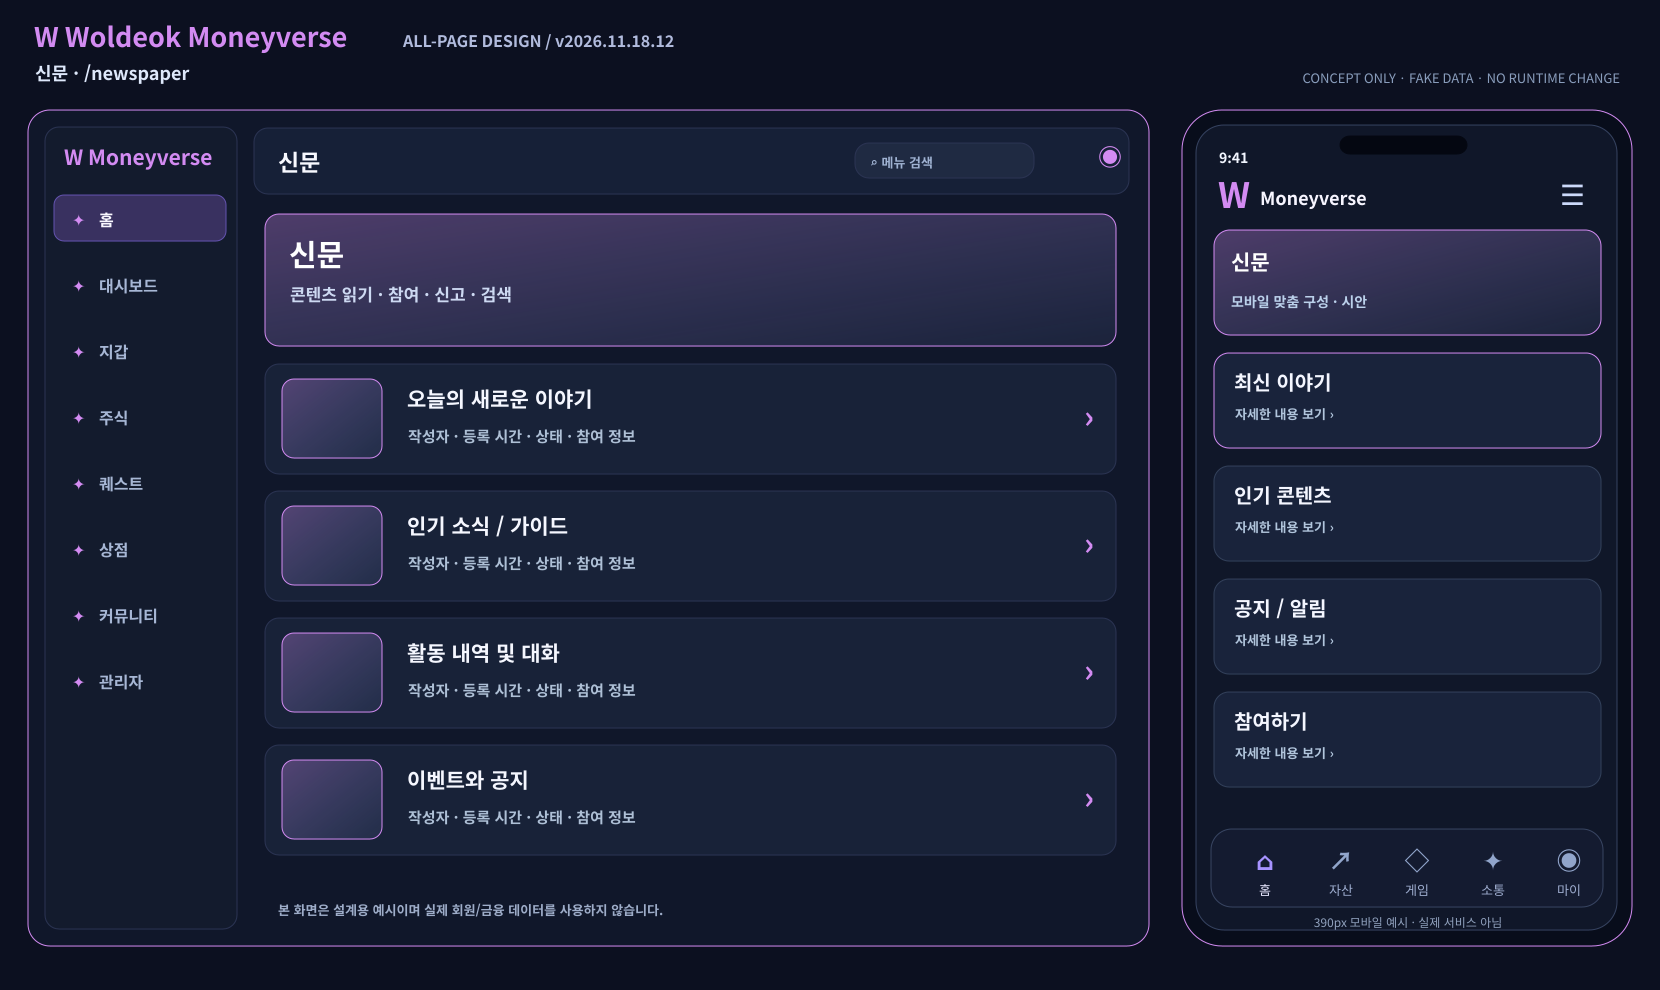 W Woldeok Moneyverse
ALL-PAGE DESIGN / v2026.11.18.12
신문 · /newspaper
CONCEPT ONLY · FAKE DATA · NO RUNTIME CHANGE
W Moneyverse
홈
대시보드
지갑
주식
퀘스트
상점
커뮤니티
관리자
신문
메뉴 검색
신문
콘텐츠 읽기 · 참여 · 신고 · 검색
오늘의 새로운 이야기
작성자 · 등록 시간 · 상태 · 참여 정보
인기 소식 / 가이드
작성자 · 등록 시간 · 상태 · 참여 정보
활동 내역 및 대화
작성자 · 등록 시간 · 상태 · 참여 정보
이벤트와 공지
작성자 · 등록 시간 · 상태 · 참여 정보
본 화면은 설계용 예시이며 실제 회원/금융 데이터를 사용하지 않습니다.
9:41
W Moneyverse
신문
모바일 맞춤 구성 · 시안
최신 이야기
자세한 내용 보기 ›
인기 콘텐츠
자세한 내용 보기 ›
공지 / 알림
자세한 내용 보기 ›
참여하기
자세한 내용 보기 ›
홈
자산
게임
소통
마이
390px 모바일 예시 · 실제 서비스 아님